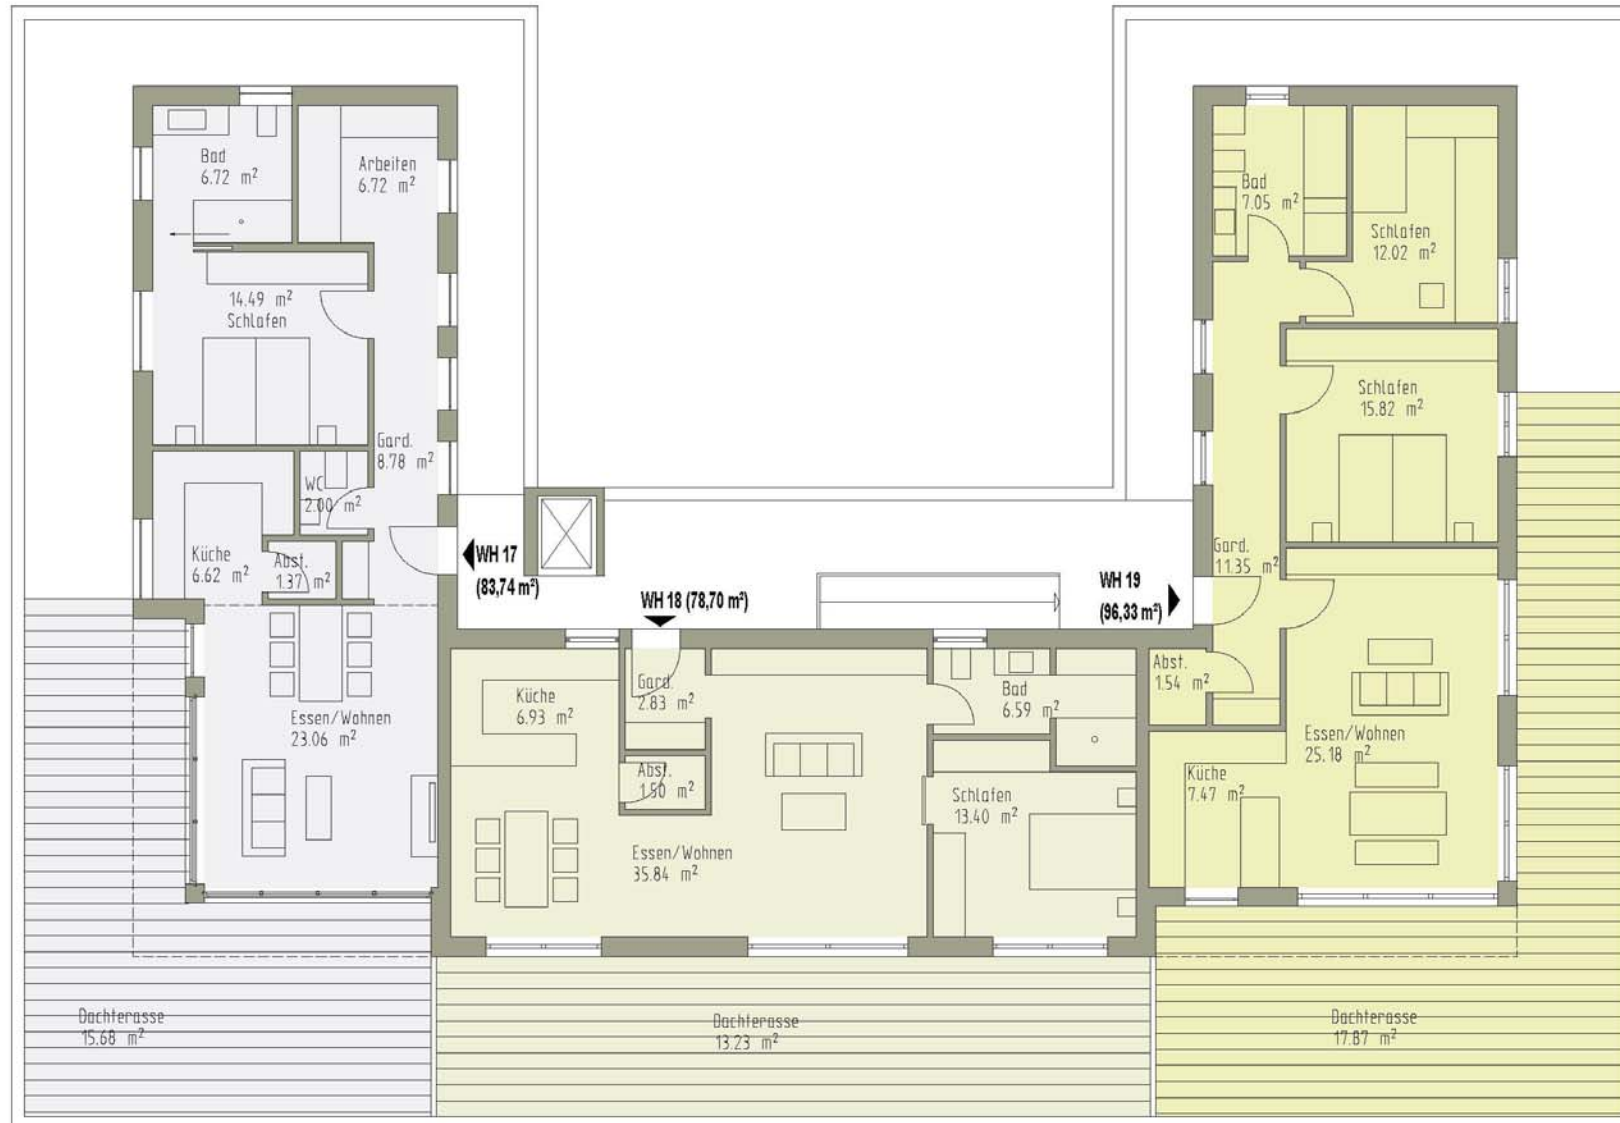 Bad
6.72 m²
Arbeiten
6.72 m²
14.49 m²
Schlafen
Gard.
8.78 m²
WC
2.00 m²
Küche
6.62 m²
Abst.
1.37 m²
Essen/Wohnen
23.06 m²
Dachterasse
15.68 m²
WH 17
(83,74 m²)
WH 18 (78,70 m²)
WH 19
(96,33 m²)
Küche
6.93 m²
Gard.
2.83 m²
Abst.
1.50 m²
Essen/Wohnen
35.84 m²
Bad
6.59 m²
Schlafen
13.40 m²
Dachterasse
13.23 m²
Bad
7.05 m²
Schlafen
12.02 m²
Schlafen
15.82 m²
Gard.
11.35 m²
Abst.
1.54 m²
Essen/Wohnen
25.18 m²
Küche
7.47 m²
Dachterasse
17.87 m²